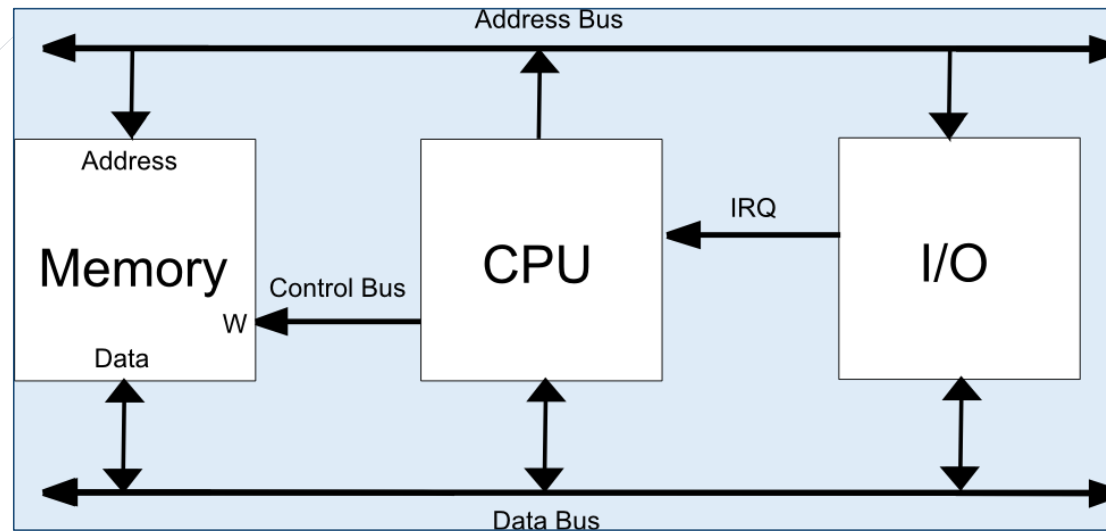 Address Bus
Address
Memory
CPU
IRQ
I/O
Control Bus
W
Data
Data Bus